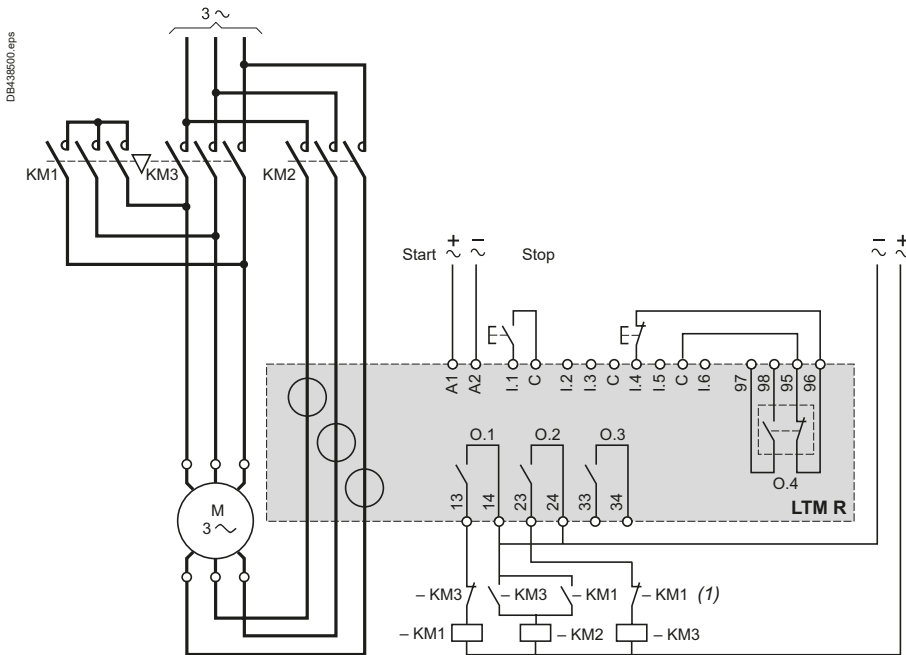 DB438500.eps
3 ~
KM1
KM3
KM2
Start
+
~
−
~
Stop
−
~
+
~
A1
A2
I.1
C
I.2
I.3
C
I.4
I.5
C
I.6
97
98
95
96
O.1
O.2
O.3
O.4
13
14
23
24
33
34
LTM R
M
3 ~
– KM3
– KM3
– KM1
– KM1 (1)
– KM1
– KM2
– KM3